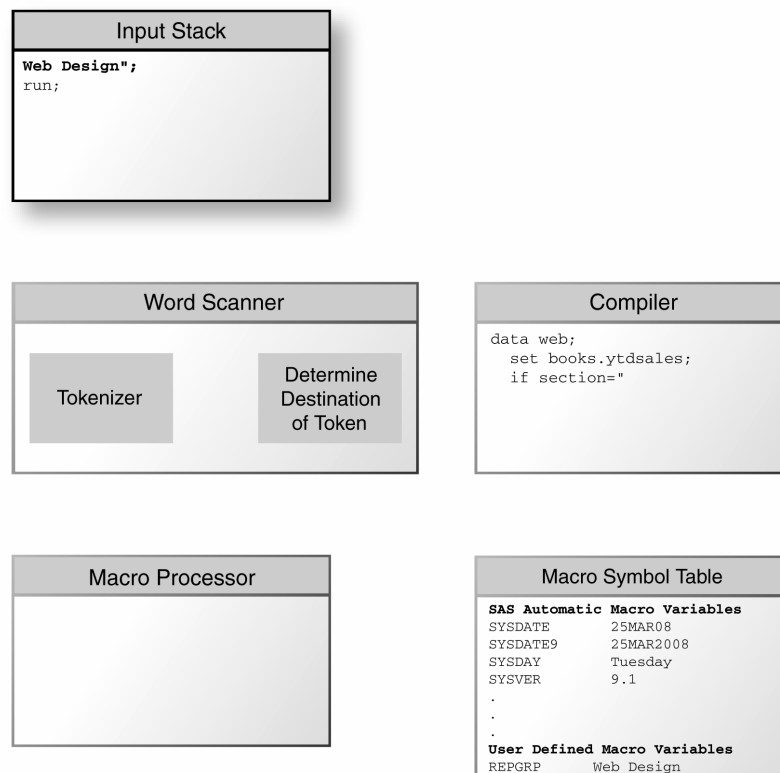 Input Stack
Web Design";
run;
Word Scanner
Tokenizer
Determine
Destination
of Token
Compiler
data web;
set books.ytdsales;
if section="
Macro Processor
Macro Symbol Table
SAS Automatic Macro Variables
SYSDATE 25MAR08
SYSDATE9 25MAR2008
SYSDAY Tuesday
SYSVER 9.1
.
.
.
User Defined Macro Variables
REPGRP Web Design